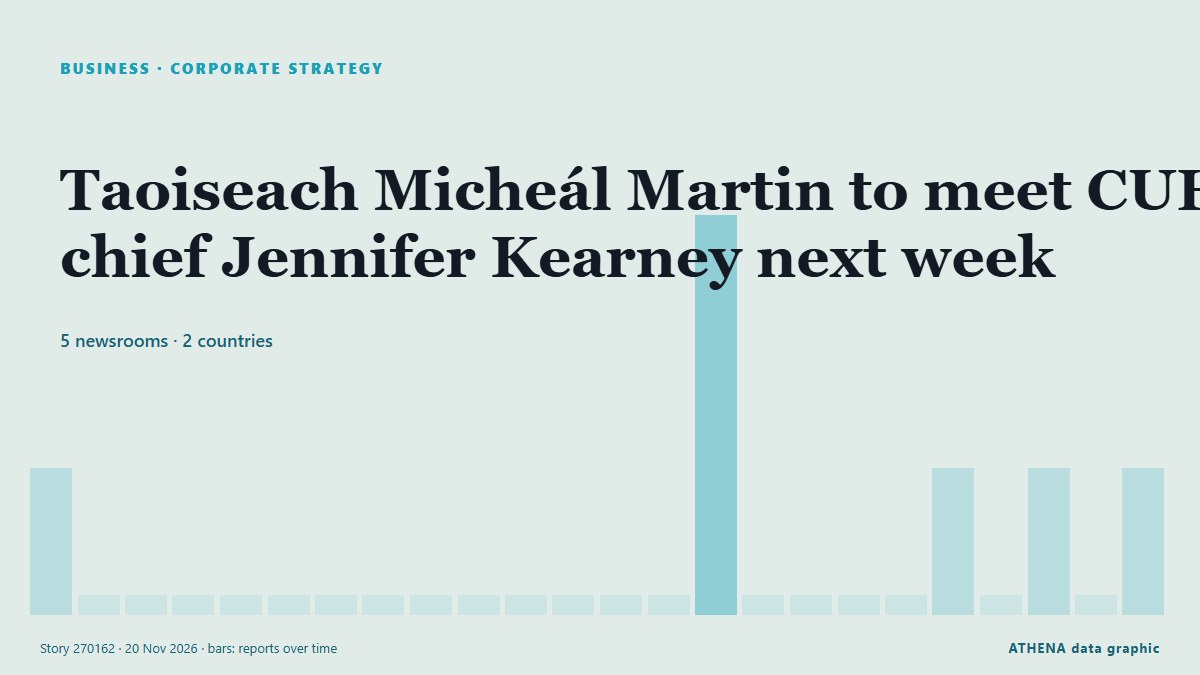 BUSINESS · CORPORATE STRATEGY
Taoiseach Micheál Martin to meet
chief Jennifer Kearney next week
5 newsrooms · 2 countries
Story 270162 · 20 Nov 2026 · bars: reports over time
ATHENA data graphic